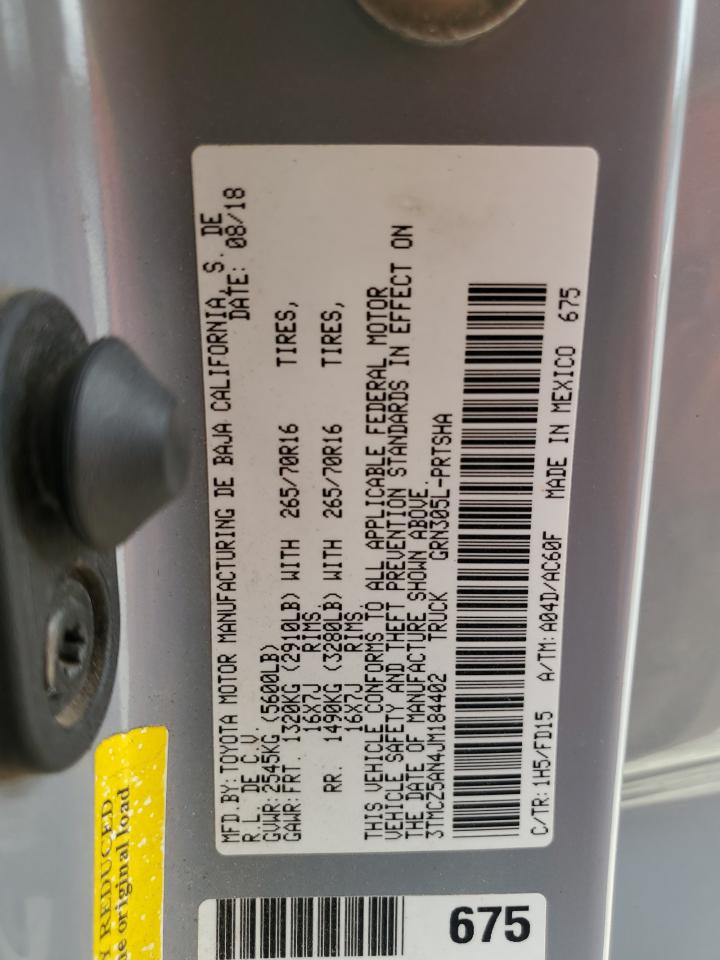 MFD.BY: TOYOTA MOTOR MANUFACTURING DE BAJA CALIFORNIA, S. DE
R.L. DE C.V. DATE: 08/18
GVWR: 2545KG (5600LB)
GAWR: FRT. 1320KG (2910LB) WITH 265/70R16 TIRES,
16X7J RIMS.
RR. 1490KG (3280LB) WITH 265/70R16 TIRES,
16X7J RIMS.
THIS VEHICLE CONFORMS TO ALL APPLICABLE FEDERAL MOTOR
VEHICLE SAFETY AND THEFT PREVENTION STANDARDS IN EFFECT ON
THE DATE OF MANUFACTURE SHOWN ABOVE.
3TMCZ5AN4JM184402 TRUCK GRN305L-PRTSHA
C/TR: 1H5/FD15 A/TM: A04D/AC60F MADE IN MEXICO 675
REDUCED
original load
675